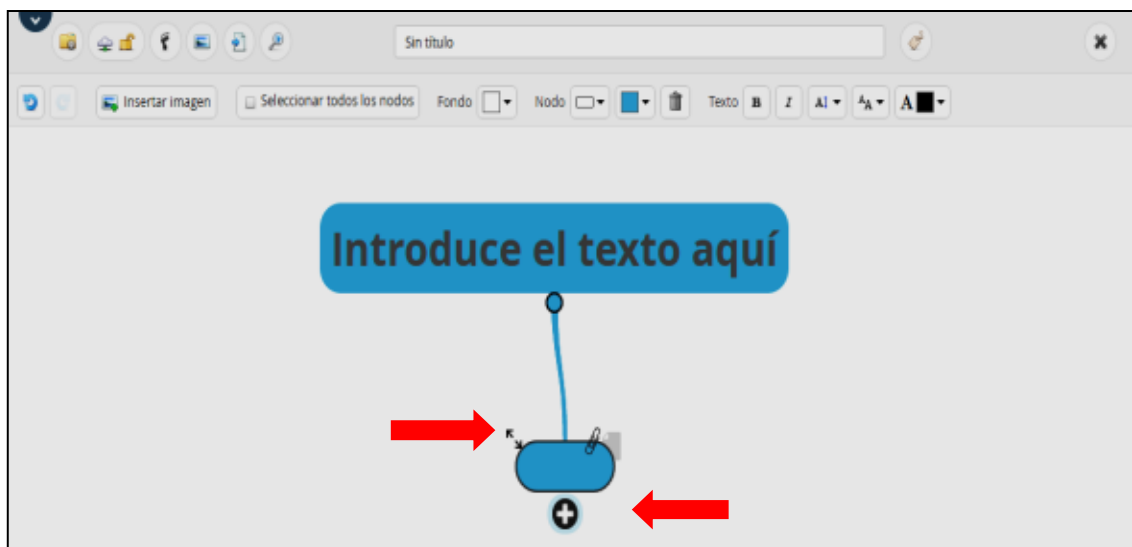 Sin título
Insertar imagen Seleccionar todos los nodos Fondo Nodo Texto B I A A A A
Introduce el texto aquí